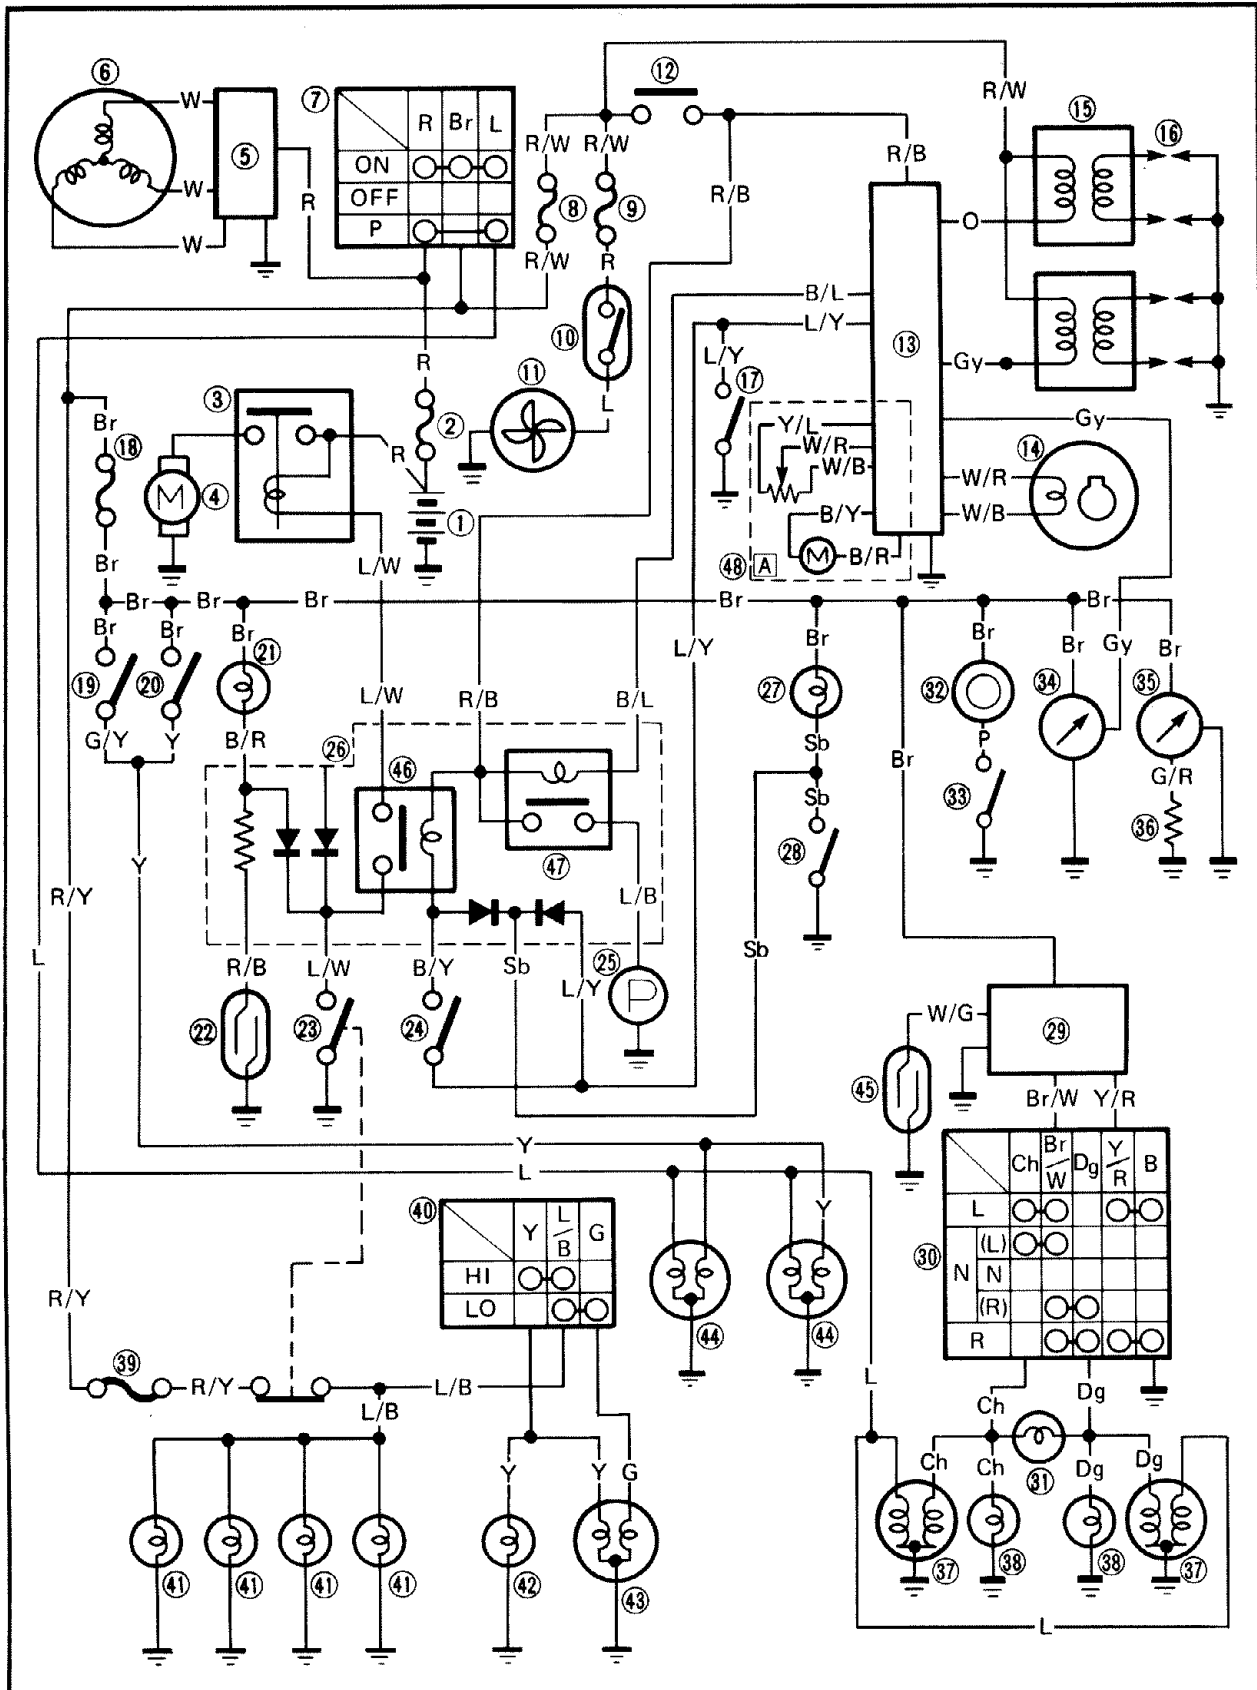 ⑥
W
W
W
⑤
⑦
R Br L
ON
OFF
P
R
R/W R/W
⑧ ⑨
R/W R
⑫
R/B
R/B
R/W
⑮ ⑯
O
Gy
B/L
L/Y
L/Y
⑬
⑩
⑪
L
R
②
R
①
③
④
M
Br
⑱
Br
L/W
⑰
Y/L
W/R
W/B
B/Y
M B/R
㊽ A
Gy
⑭
W/R
W/B
Br Br Br Br Br
Br Br Br
⑲ ⑳ ㉑
G/Y Y B/R
L/W
R/B
B/L
L/Y
Br
㉗
Sb
Sb
㉘
Br
Br
㉜
P
㉝
Br
㉞
Gy
Br
㉟
G/R
㊱
㉖
㊻
㊼
Y
R/Y
L
L/B
R/B L/W B/Y Sb L/Y
㉕
P
㉒ ㉓ ㉔
Sb
W/G
㉙
㊺
Br/W Y/R
Y
L
Y
㊵
Y L/B G
HI
LO
㊹ ㊹
㉚
Ch Br/W Dg Y/R B
L
N (L)
N
(R)
R
R/Y
㊴
R/Y
L/B
L/B
L
Ch Dg
Ch Ch Dg Dg
㉛
Y Y G
㊶ ㊶ ㊶ ㊶
㊷ ㊸
㊲ ㊳ ㊳ ㊲
L